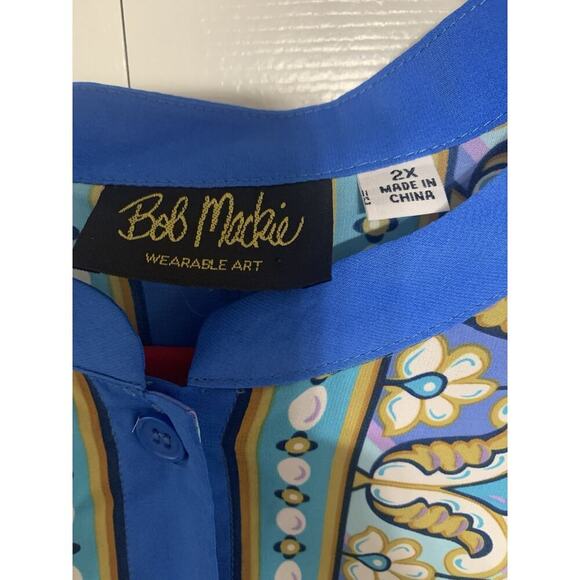 Bob Mackie
WEARABLE ART
2X
MADE IN
CHINA